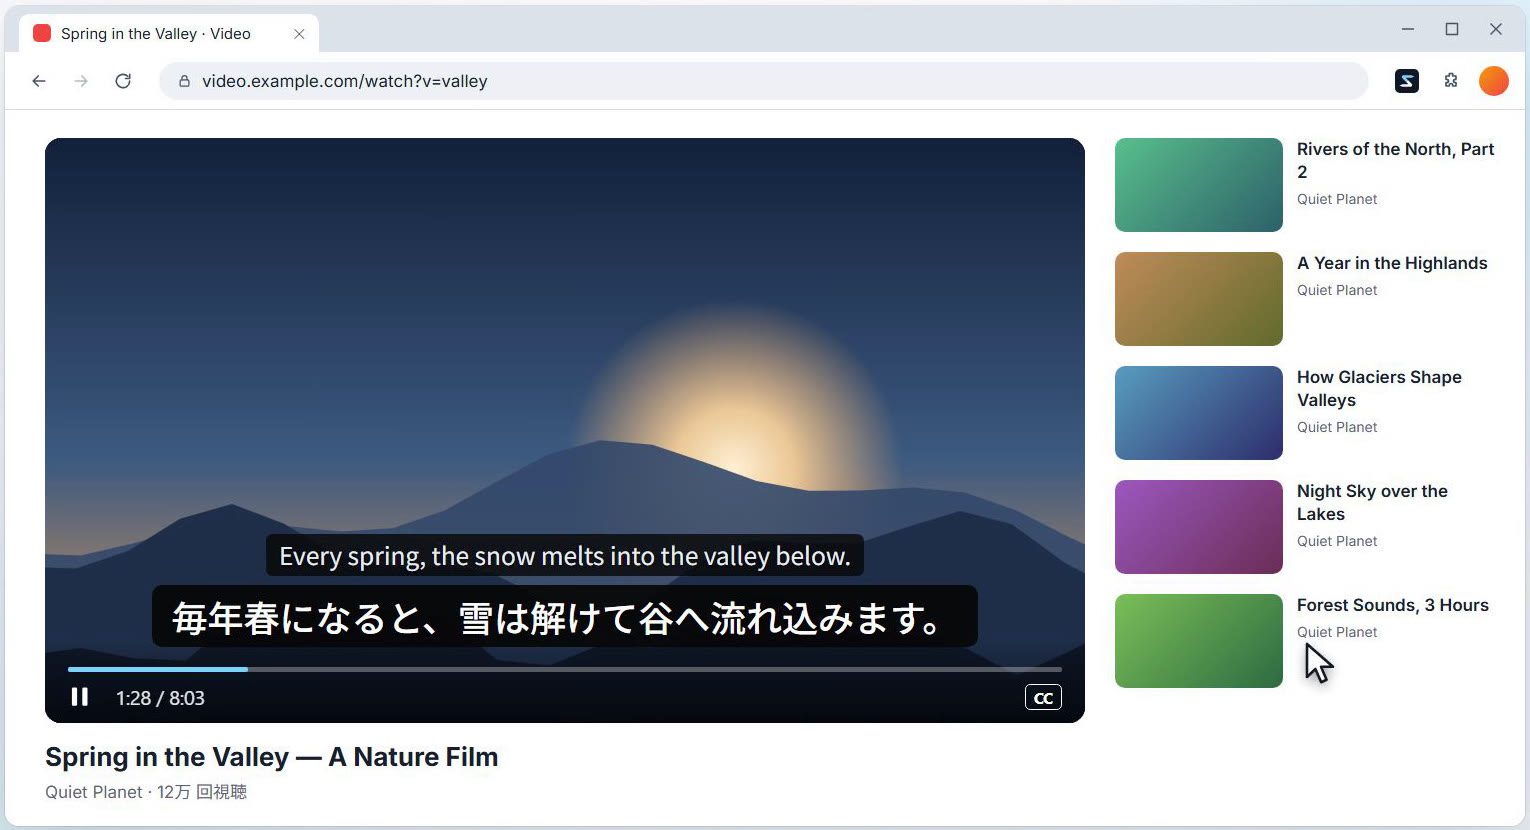 Spring in the Valley · Video
video.example.com/watch?v=valley
Every spring, the snow melts into the valley below.
毎年春になると、雪は解けて谷へ流れ込みます。
1:28 / 8:03
CC
Spring in the Valley — A Nature Film
Quiet Planet · 12万 回視聴
Rivers of the North, Part
2
Quiet Planet
A Year in the Highlands
Quiet Planet
How Glaciers Shape
Valleys
Quiet Planet
Night Sky over the
Lakes
Quiet Planet
Forest Sounds, 3 Hours
Quiet Planet